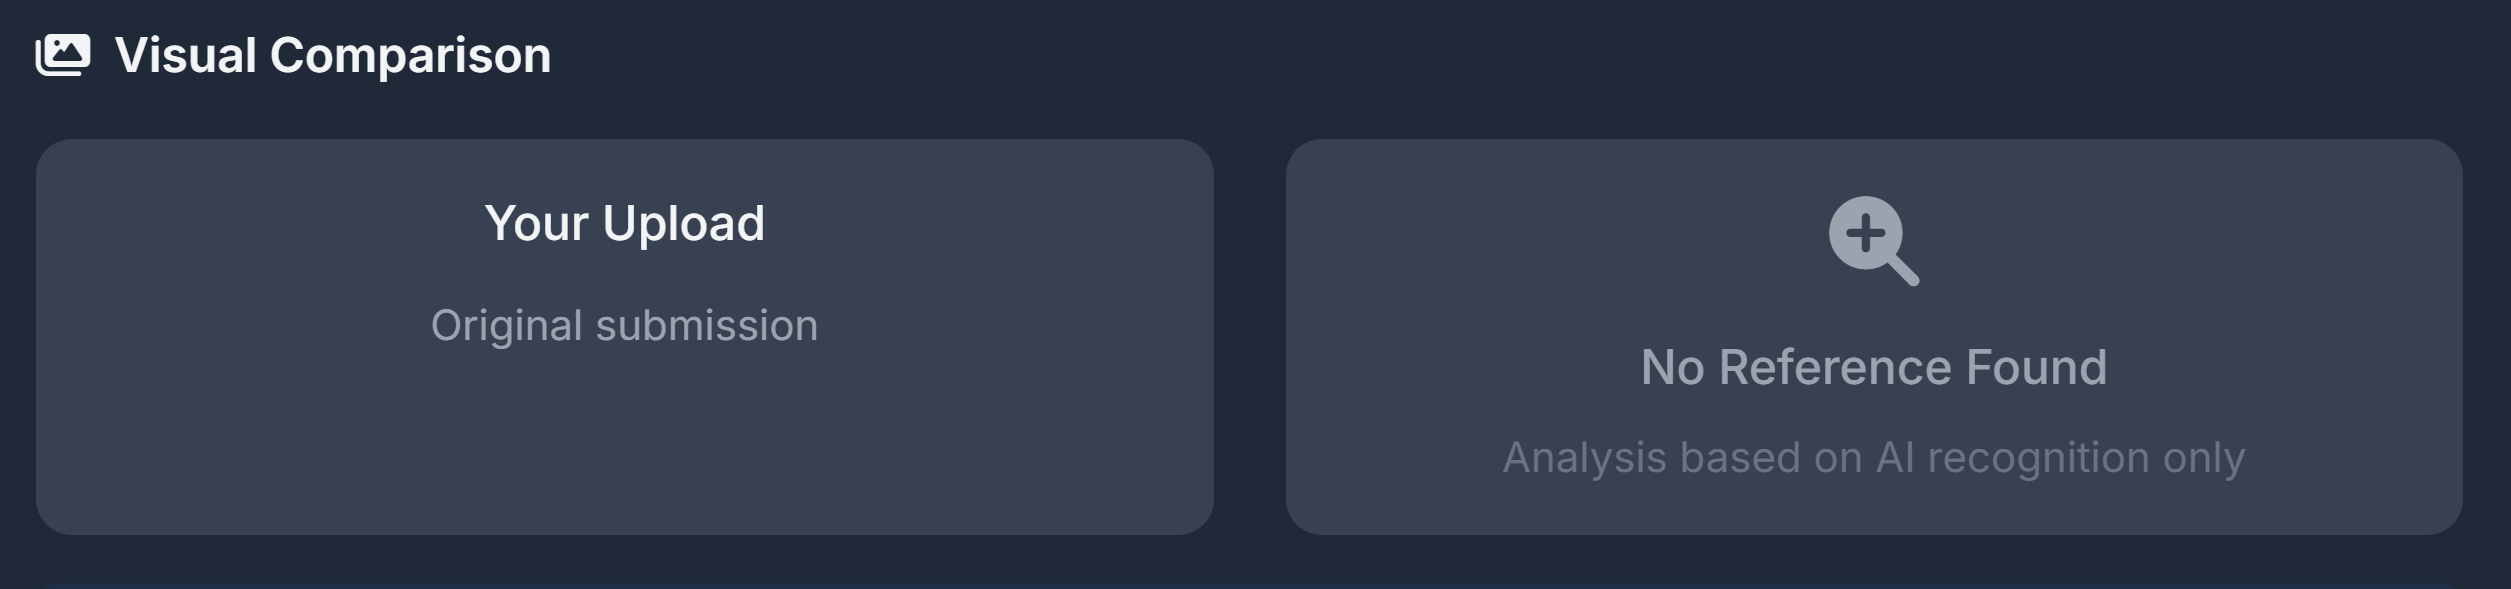 Visual Comparison
Your Upload
Original submission
No Reference Found
Analysis based on AI recognition only